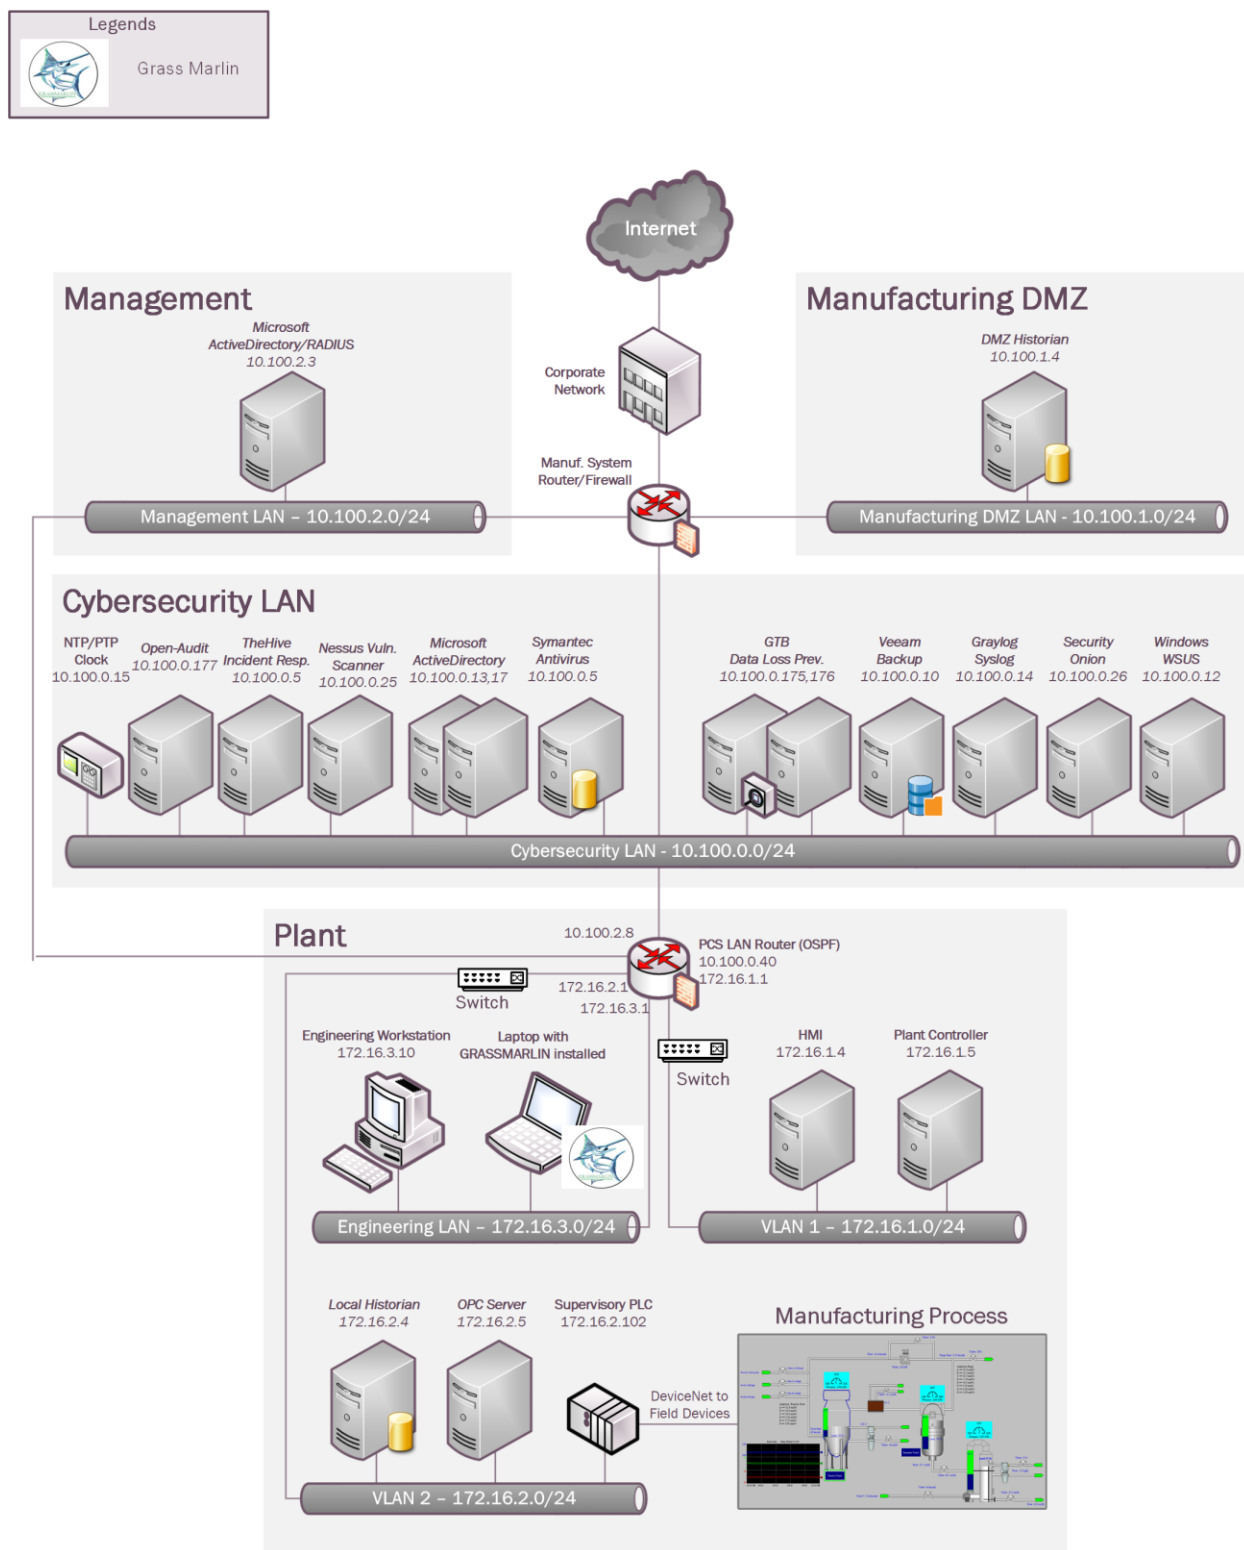 Legends
Grass Marlin
Internet
Management
Manufacturing DMZ
Microsoft
ActiveDirectory/RADIUS
10.100.2.3
DMZ Historian
10.100.1.4
Corporate
Network
Manuf. System
Router/Firewall
Management LAN – 10.100.2.0/24
Manufacturing DMZ LAN - 10.100.1.0/24
Cybersecurity LAN
NTP/PTP
Clock
10.100.0.15
Open-Audit
10.100.0.177
TheHive
Incident Resp.
10.100.0.5
Nessus Vuln.
Scanner
10.100.0.25
Microsoft
ActiveDirectory
10.100.0.13,17
Symantec
Antivirus
10.100.0.5
GTB
Data Loss Prev.
10.100.0.175,176
Veeam
Backup
10.100.0.10
Graylog
Syslog
10.100.0.14
Security
Onion
10.100.0.26
Windows
WSUS
10.100.0.12
Cybersecurity LAN - 10.100.0.0/24
Plant
10.100.2.8
PCS LAN Router (OSPF)
10.100.0.40
172.16.1.1
172.16.2.1
172.16.3.1
Switch
Engineering Workstation
172.16.3.10
Laptop with
GRASSMARLIN installed
Switch
HMI
172.16.1.4
Plant Controller
172.16.1.5
Engineering LAN – 172.16.3.0/24
VLAN 1 – 172.16.1.0/24
Local Historian
172.16.2.4
OPC Server
172.16.2.5
Supervisory PLC
172.16.2.102
Manufacturing Process
DeviceNet to
Field Devices
VLAN 2 – 172.16.2.0/24